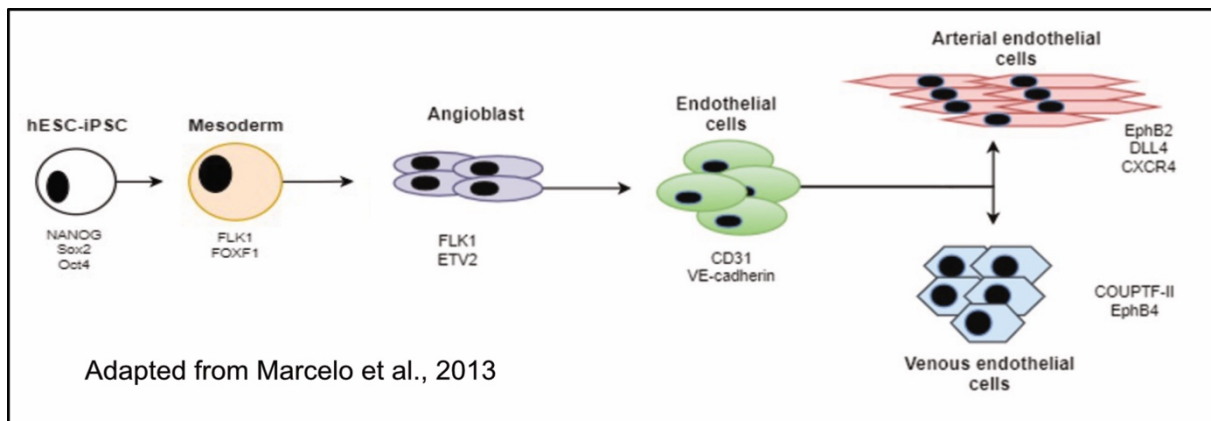 hESC-iPSC
NANOG
Sox2
Oct4
Mesoderm
FLK1
FOXF1
Angioblast
FLK1
ETV2
Endothelial
cells
CD31
VE-cadherin
Arterial endothelial
cells
EphB2
DLL4
CXCR4
COUPTF-II
EphB4
Venous endothelial
cells
Adapted from Marcelo et al., 2013